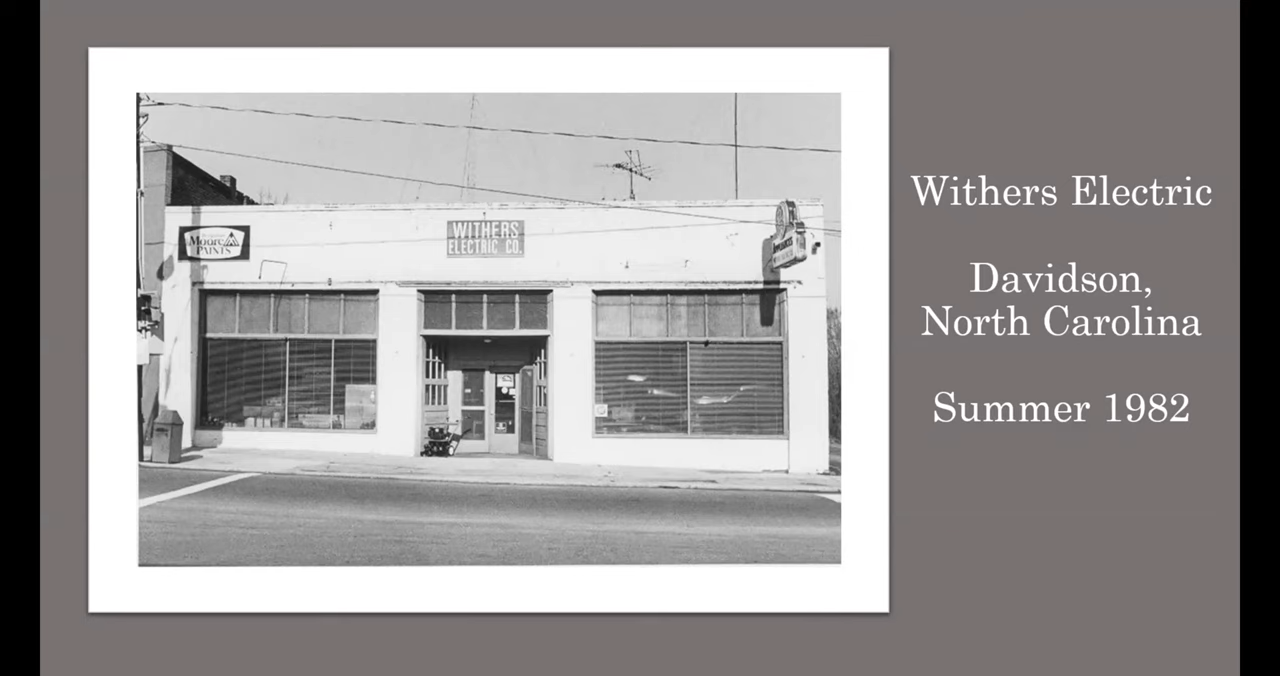 Moore
PAINTS
WITHERS
ELECTRIC CO.
Withers Electric
Davidson,
North Carolina
Summer 1982